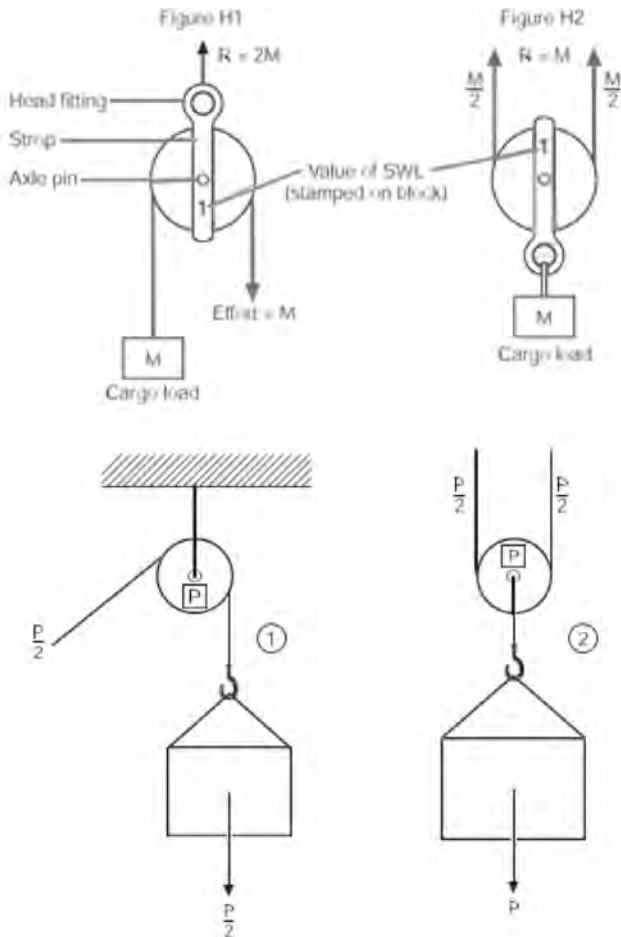 Figure H1
R = 2M
Head fitting
Strop
Axle pin
1
Value of SWL
(stamped on block)
Effort = M
M
Cargo load
Figure H2
R = M
M/2
M/2
1
M
Cargo load
P/2
P
1
P/2
P/2
P/2
P
2
P